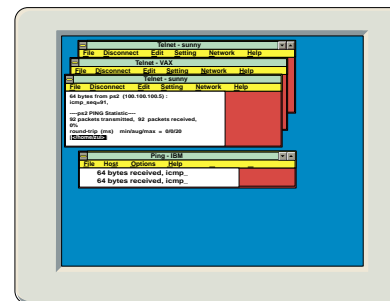 Telnet - sunny
File Disconnect Edit Setting Network Help
Telnet - VAX
File Disconnect Edit Setting Network Help
Telnet - sunny
File Disconnect Edit Setting Network Help
64 bytes from ps2 (100.100.100.5) :
icmp_seq=91,
----ps2 PING Statistic----
92 packets transmitted, 92 packets received,
0%
round-trip (ms) min/aug/max = 0/0/20
Ping - IBM
File Host Options Help
64 bytes received, icmp_
64 bytes received, icmp_